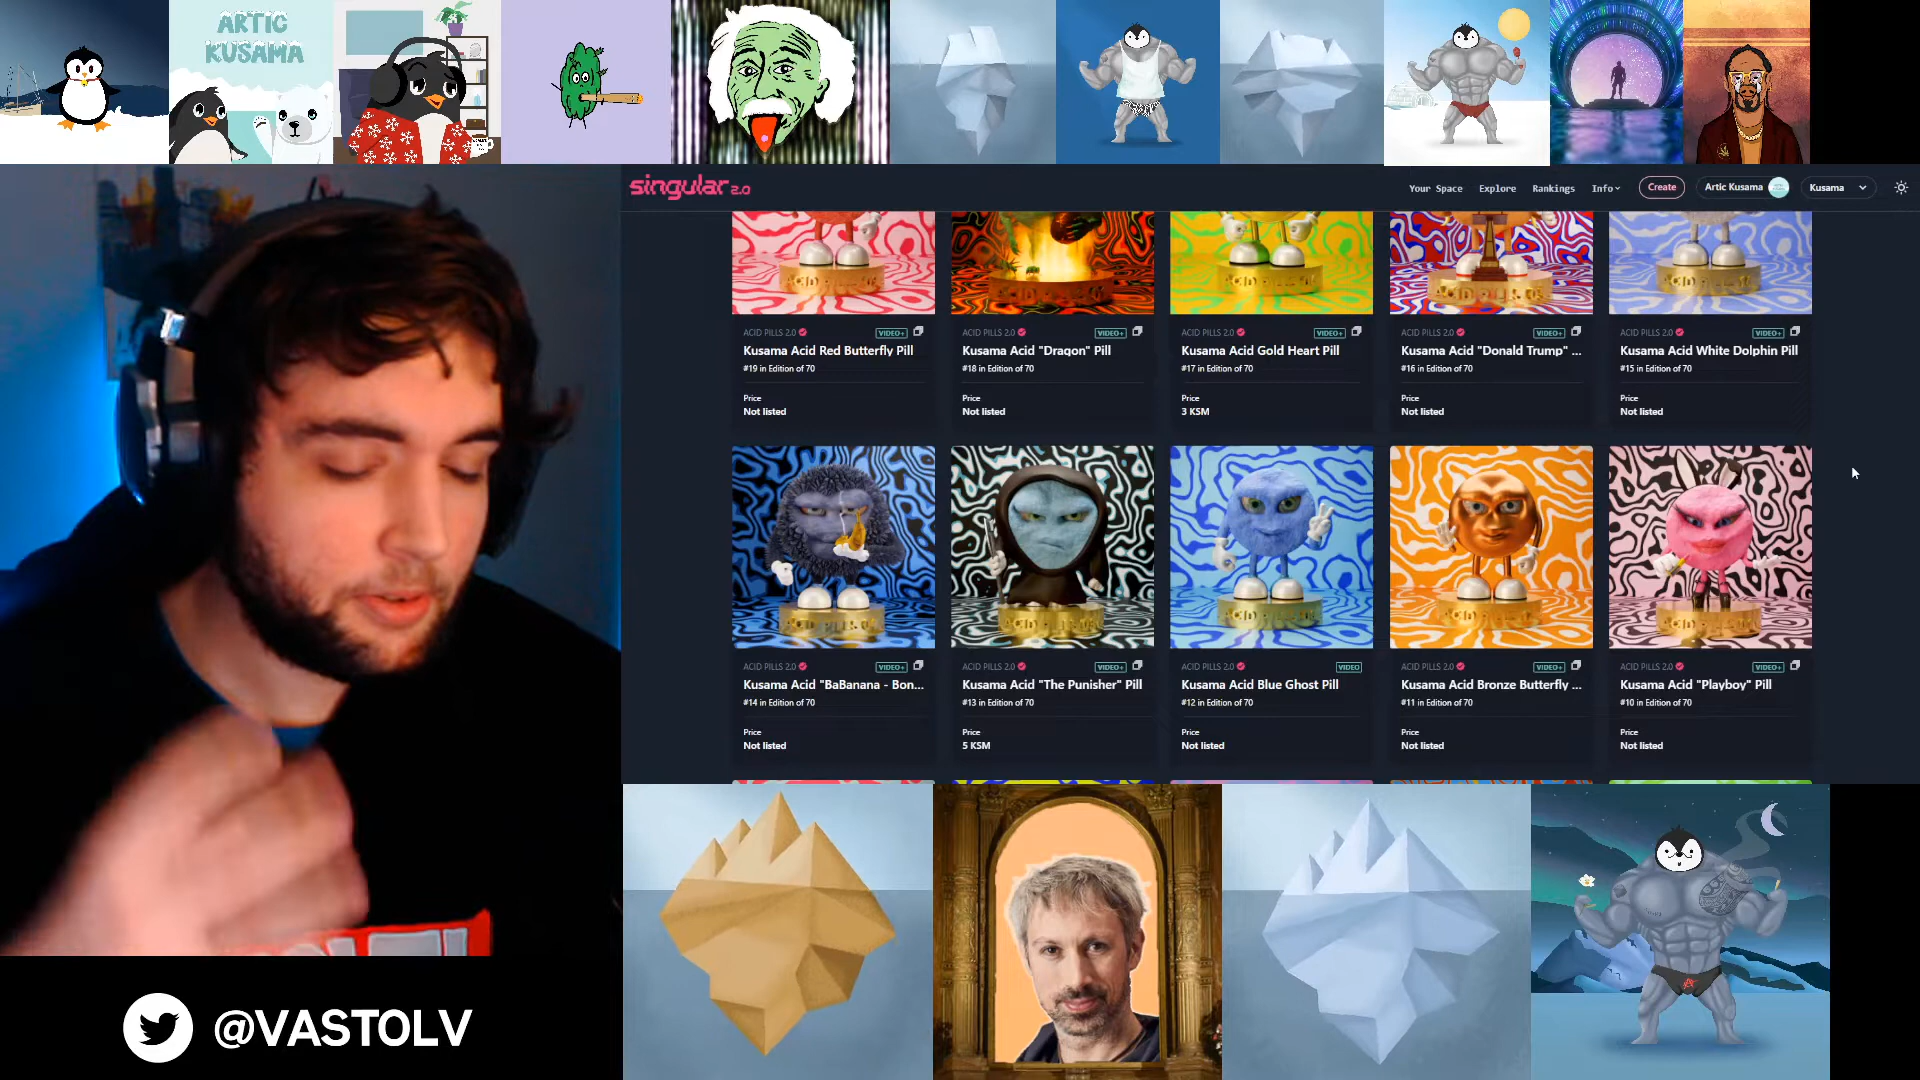 ARTIC
KUSAMA
singular 2.0
Your Space
Explore
Rankings
Info
Create
Artic Kusama
Kusama
ACID PILLS 2.0
VIDEO+
Kusama Acid Red Butterfly Pill
#19 in Edition of 70
Price
Not listed
ACID PILLS 2.0
VIDEO+
Kusama Acid "Dragon" Pill
#18 in Edition of 70
Price
Not listed
ACID PILLS 2.0
VIDEO+
Kusama Acid Gold Heart Pill
#17 in Edition of 70
Price
3 KSM
ACID PILLS 2.0
VIDEO+
Kusama Acid "Donald Trump" ...
#16 in Edition of 70
Price
Not listed
ACID PILLS 2.0
VIDEO+
Kusama Acid White Dolphin Pill
#15 in Edition of 70
Price
Not listed
ACID PILLS 2.0
VIDEO+
Kusama Acid "BaBanana - Bon...
#14 in Edition of 70
Price
Not listed
ACID PILLS 2.0
VIDEO+
Kusama Acid "The Punisher" Pill
#13 in Edition of 70
Price
5 KSM
ACID PILLS 2.0
VIDEO
Kusama Acid Blue Ghost Pill
#12 in Edition of 70
Price
Not listed
ACID PILLS 2.0
VIDEO+
Kusama Acid Bronze Butterfly ...
#11 in Edition of 70
Price
Not listed
ACID PILLS 2.0
VIDEO+
Kusama Acid "Playboy" Pill
#10 in Edition of 70
Price
Not listed
@VASTOLV